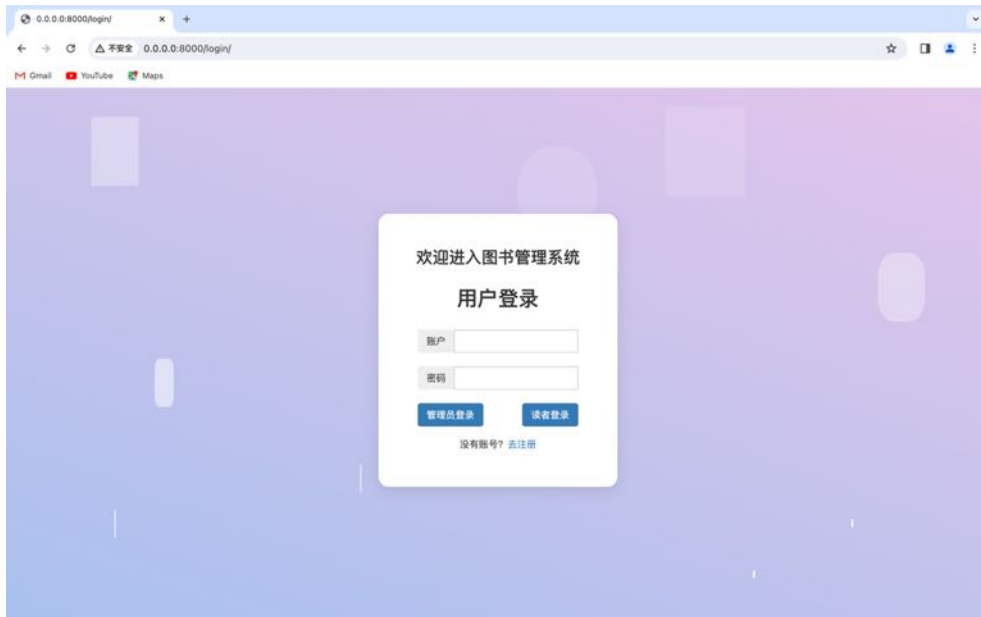 0.0.0.0:8000/login/
不安全 0.0.0.0:8000/login/
Gmail YouTube Maps
欢迎进入图书管理系统
用户登录
账户
密码
管理员登录 读者登录
没有账号? 去注册